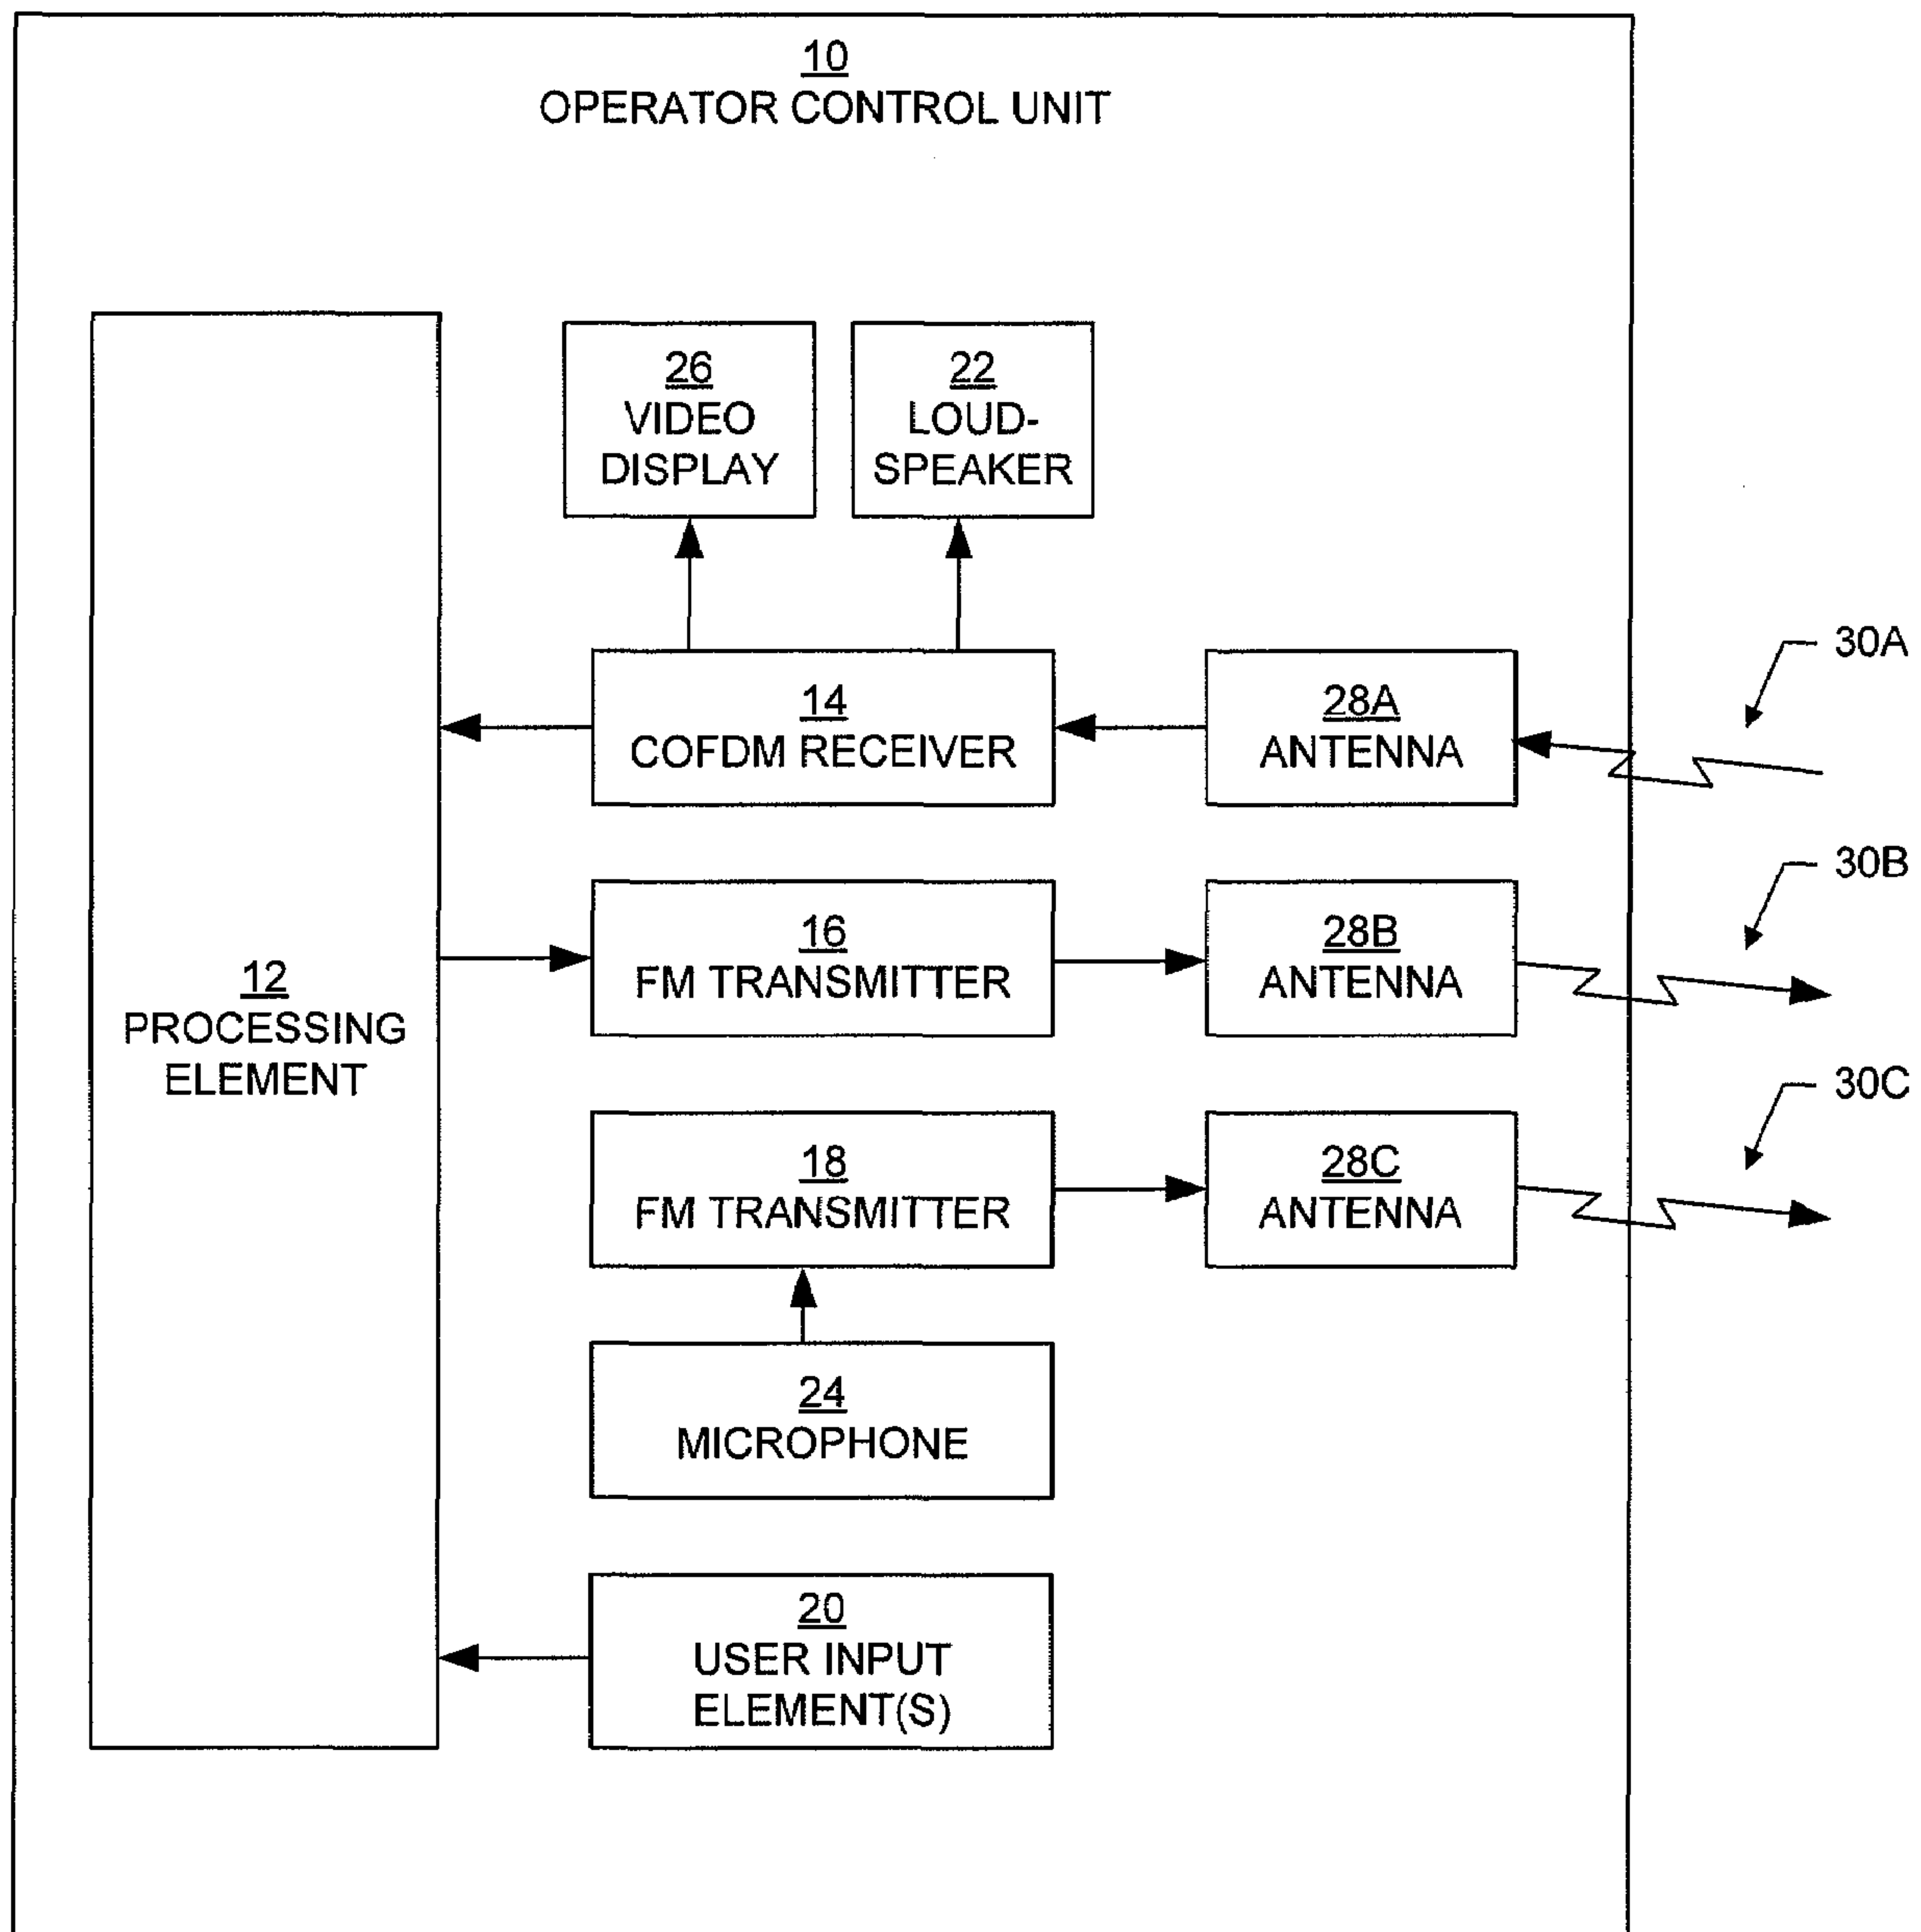 10
OPERATOR CONTROL UNIT
26
VIDEO
DISPLAY
22
LOUD-
SPEAKER
30A
14
COFDM RECEIVER
28A
ANTENNA
30B
16
FM TRANSMITTER
28B
ANTENNA
12
PROCESSING
ELEMENT
30C
18
FM TRANSMITTER
28C
ANTENNA
24
MICROPHONE
20
USER INPUT
ELEMENT(S)